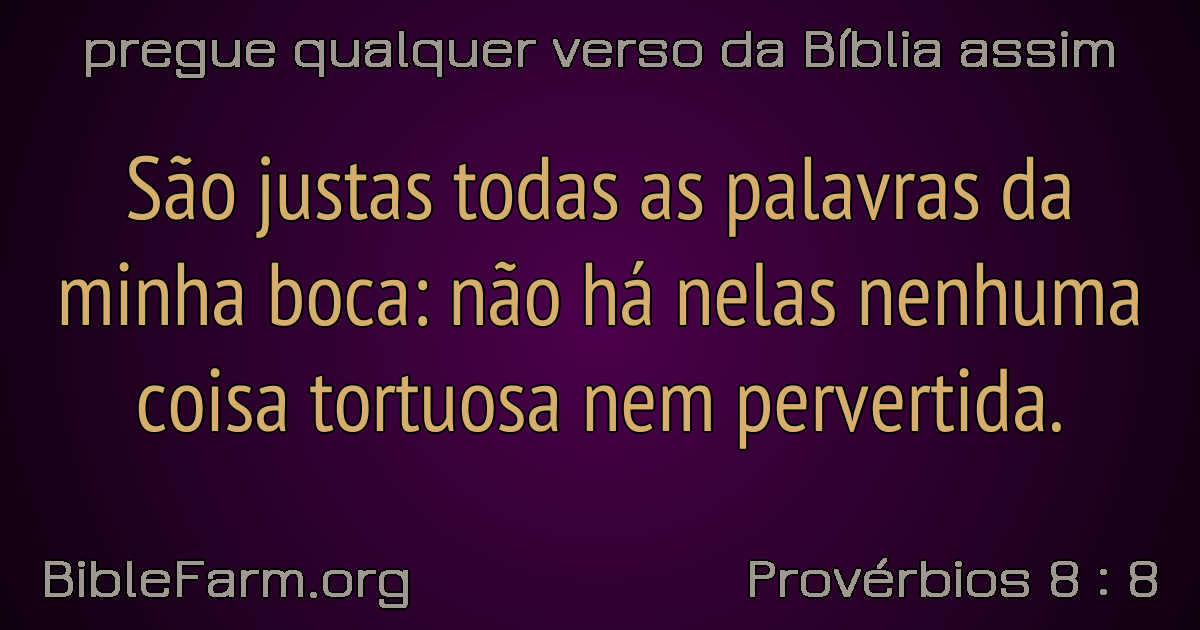 pregue qualquer verso da Bíblia assim
São justas todas as palavras da
minha boca: não há nelas nenhuma
coisa tortuosa nem pervertida.
BibleFarm.org
Provérbios 8 : 8